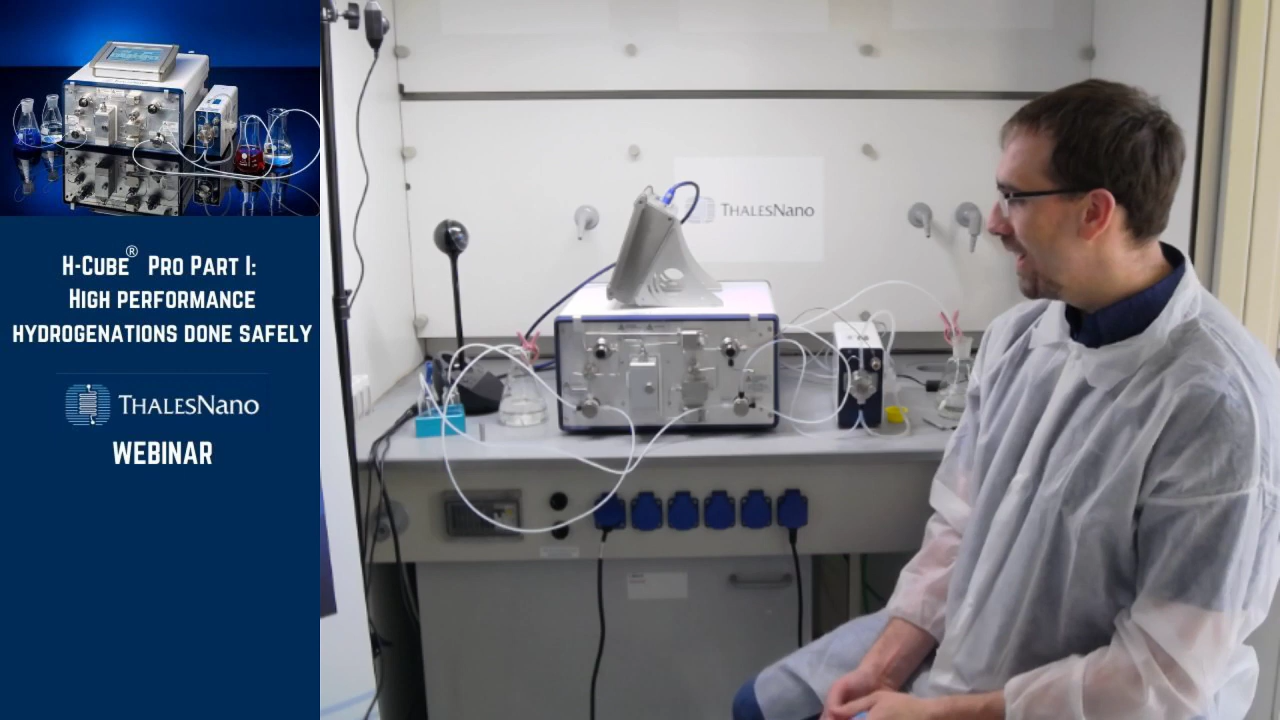 H-Cube® Pro Part I:
High performance
hydrogenations done safely
ThalesNano
WEBINAR
ThalesNano